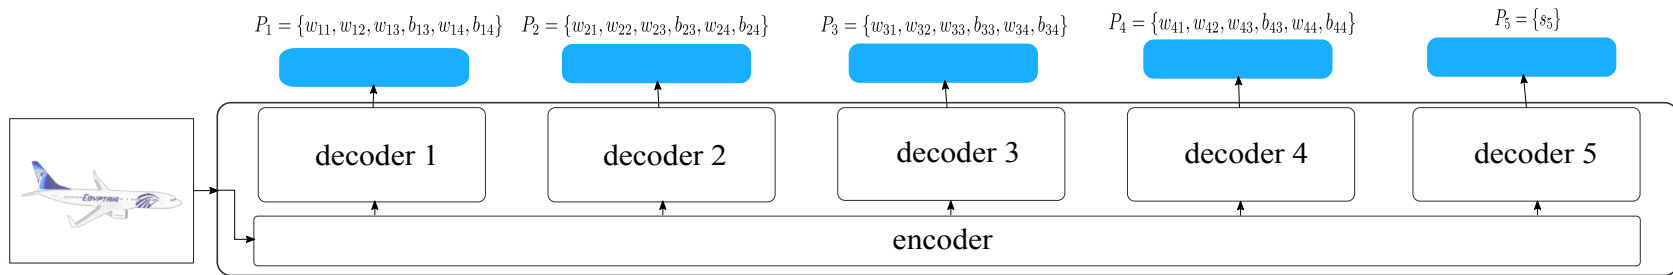 P₁ = {w₁₁, w₁₂, w₁₃, b₁₃, w₁₄, b₁₄} P₂ = {w₂₁, w₂₂, w₂₃, b₂₃, w₂₄, b₂₄} P₃ = {w₃₁, w₃₂, w₃₃, b₃₃, w₃₄, b₃₄} P₄ = {w₄₁, w₄₂, w₄₃, b₄₃, w₄₄, b₄₄} P₅ = {s₅}
decoder 1 decoder 2 decoder 3 decoder 4 decoder 5
EGYPTAIR
encoder